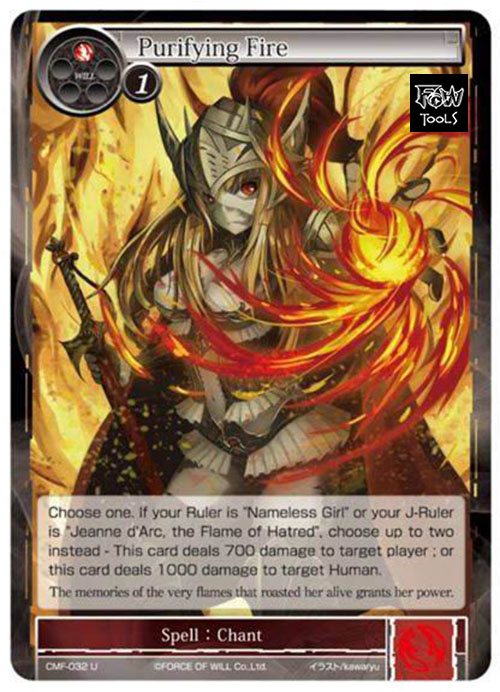 Purifying Fire
WILL
1
FOW
TOOLS
Choose one. If your Ruler is "Nameless Girl" or your J-Ruler
is "Jeanne d'Arc, the Flame of Hatred", choose up to two
instead - This card deals 700 damage to target player ; or
this card deals 1000 damage to target Human.
The memories of the very flames that roasted her alive grants her power.
Spell : Chant
CMF-032 U ©FORCE OF WILL Co.,Ltd. イラスト/kawaryu